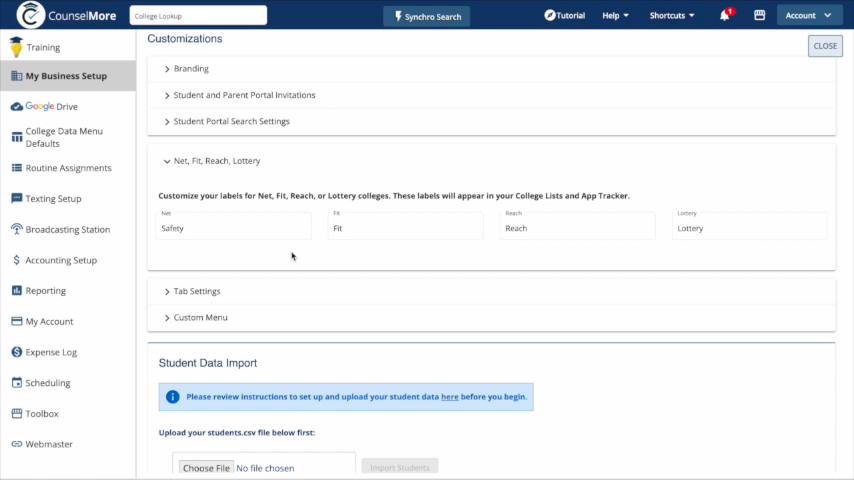 CounselMore
College Lookup
Synchro Search
Tutorial
Help
Shortcuts
1
Account
Training
My Business Setup
Google Drive
College Data Menu
Defaults
Routine Assignments
Texting Setup
Broadcasting Station
Accounting Setup
Reporting
My Account
Expense Log
Scheduling
Toolbox
Webmaster
Customizations
CLOSE
Branding
Student and Parent Portal Invitations
Student Portal Search Settings
Net, Fit, Reach, Lottery
Customize your labels for Net, Fit, Reach, or Lottery colleges. These labels will appear in your College Lists and App Tracker.
Net
Safety
Fit
Fit
Reach
Reach
Lottery
Lottery
Tab Settings
Custom Menu
Student Data Import
Please review instructions to set up and upload your student data here before you begin.
Upload your students.csv file below first:
Choose File No file chosen
Import Students